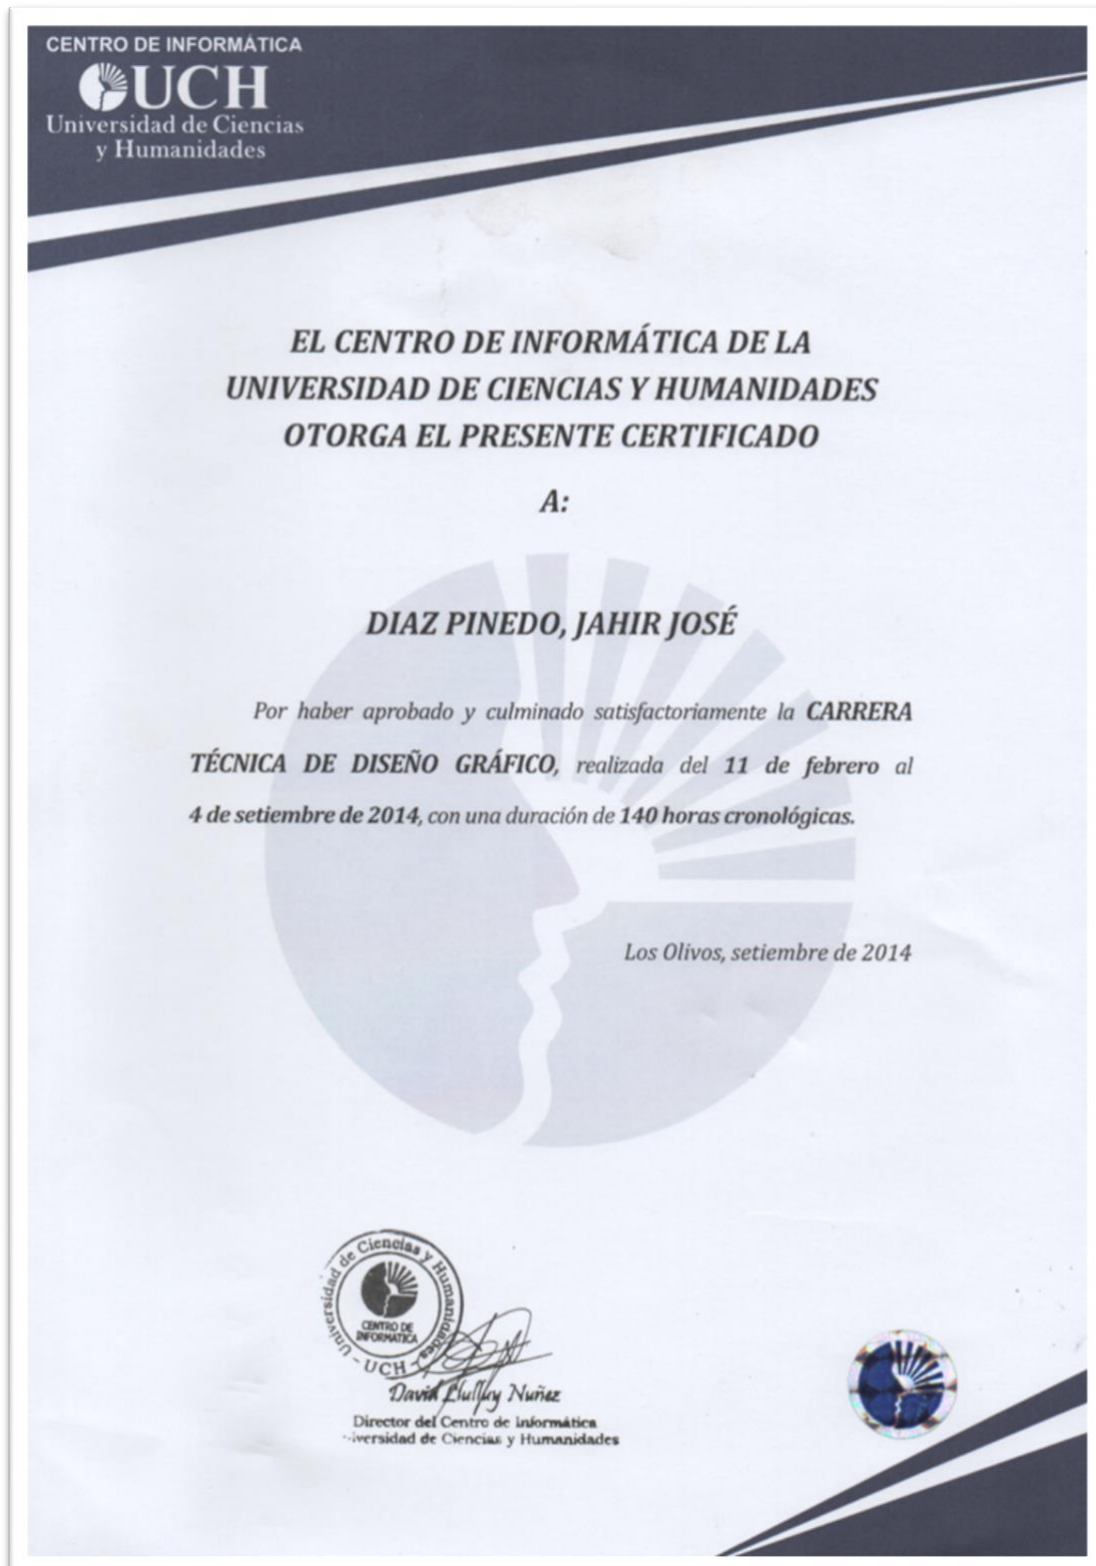 CENTRO DE INFORMÁTICA
UCH
Universidad de Ciencias
y Humanidades
EL CENTRO DE INFORMÁTICA DE LA
UNIVERSIDAD DE CIENCIAS Y HUMANIDADES
OTORGA EL PRESENTE CERTIFICADO
A:
DIAZ PINEDO, JAHIR JOSÉ
Por haber aprobado y culminado satisfactoriamente la CARRERA
TÉCNICA DE DISEÑO GRÁFICO, realizada del 11 de febrero al
4 de setiembre de 2014, con una duración de 140 horas cronológicas.
Los Olivos, setiembre de 2014
Universidad de Ciencias y Humanidades
CENTRO DE
INFORMATICA
- UCH -
David Nuñez
Director del Centro de Informática
Ciencias y Humanidades